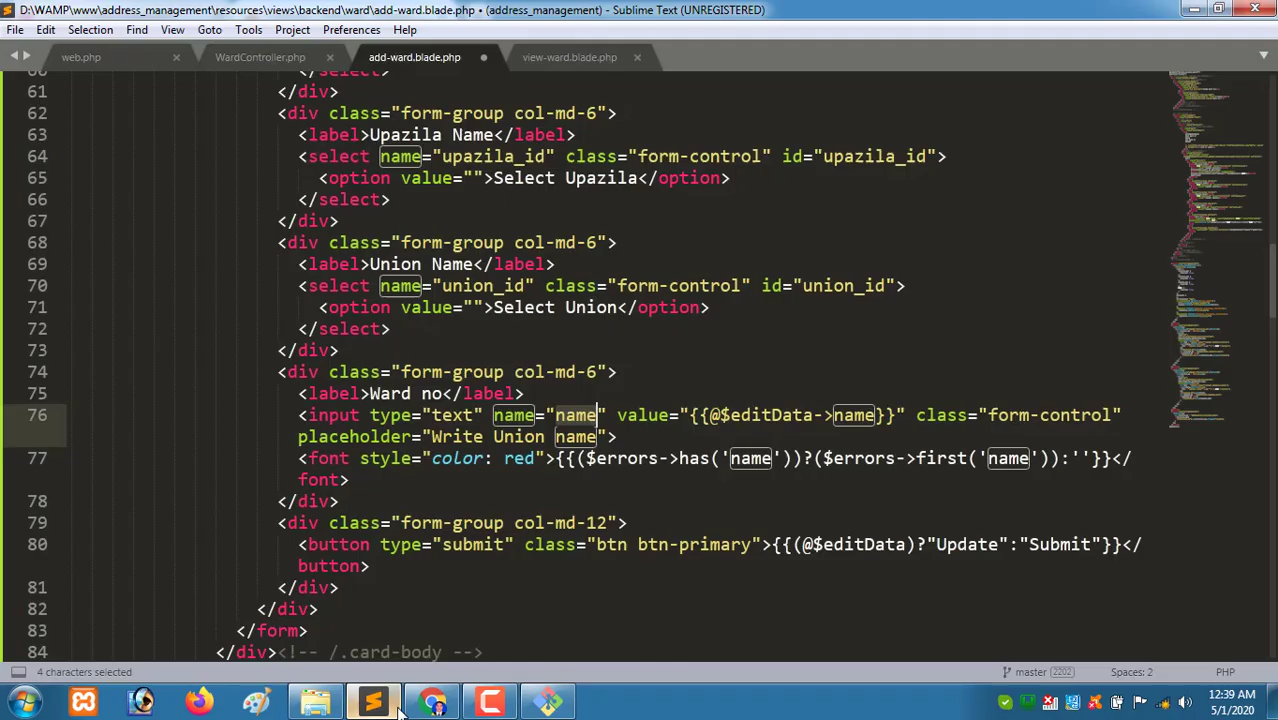 D:\WAMP\www\address_management\resources\views\backend\ward\add-ward.blade.php • (address_management) - Sublime Text (UNREGISTERED)
File Edit Selection Find View Goto Tools Project Preferences Help
web.php WardController.php add-ward.blade.php view-ward.blade.php
60 </select>
61 </div>
62 <div class="form-group col-md-6">
63 <label>Upazila Name</label>
64 <select name="upazila_id" class="form-control" id="upazila_id">
65 <option value="">Select Upazila</option>
66 </select>
67 </div>
68 <div class="form-group col-md-6">
69 <label>Union Name</label>
70 <select name="union_id" class="form-control" id="union_id">
71 <option value="">Select Union</option>
72 </select>
73 </div>
74 <div class="form-group col-md-6">
75 <label>Ward no</label>
76 <input type="text" name="name" value="{{@$editData->name}}" class="form-control"
placeholder="Write Union name">
77 <font style="color: red">{{($errors->has('name'))?($errors->first('name')):''}}</
font>
78 </div>
79 <div class="form-group col-md-12">
80 <button type="submit" class="btn btn-primary">{{(@$editData)?"Update":"Submit"}}</
button>
81 </div>
82 </div>
83 </form>
84 </div><!-- /.card-body -->
4 characters selected master 2202 Spaces: 2 PHP
12:39 AM
5/1/2020